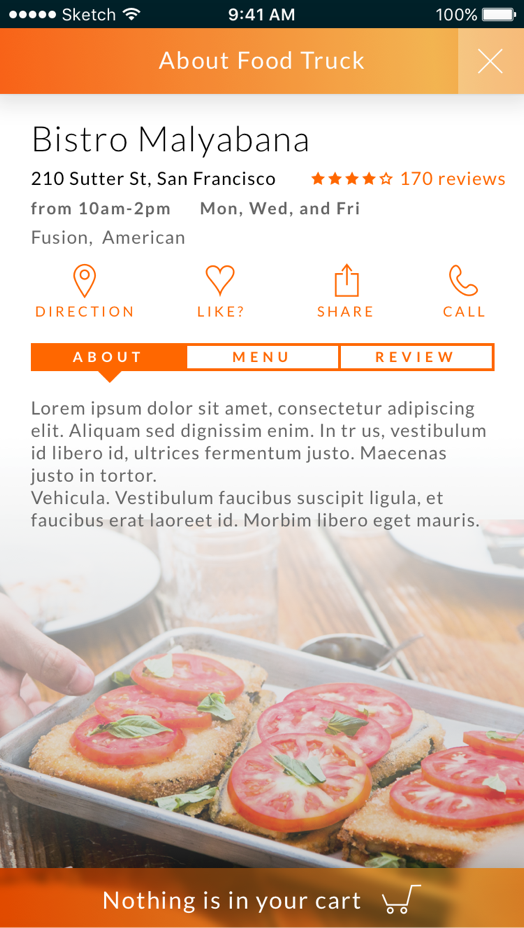 Sketch 9:41 AM 100%
About Food Truck
Bistro Malyabana
210 Sutter St, San Francisco 170 reviews
from 10am-2pm Mon, Wed, and Fri
Fusion, American
DIRECTION LIKE? SHARE CALL
ABOUT MENU REVIEW
Lorem ipsum dolor sit amet, consectetur adipiscing
elit. Aliquam sed dignissim enim. In tr us, vestibulum
id libero id, ultrices fermentum justo. Maecenas
justo in tortor.
Vehicula. Vestibulum faucibus suscipit ligula, et
faucibus erat laoreet id. Morbim libero eget mauris.
Nothing is in your cart